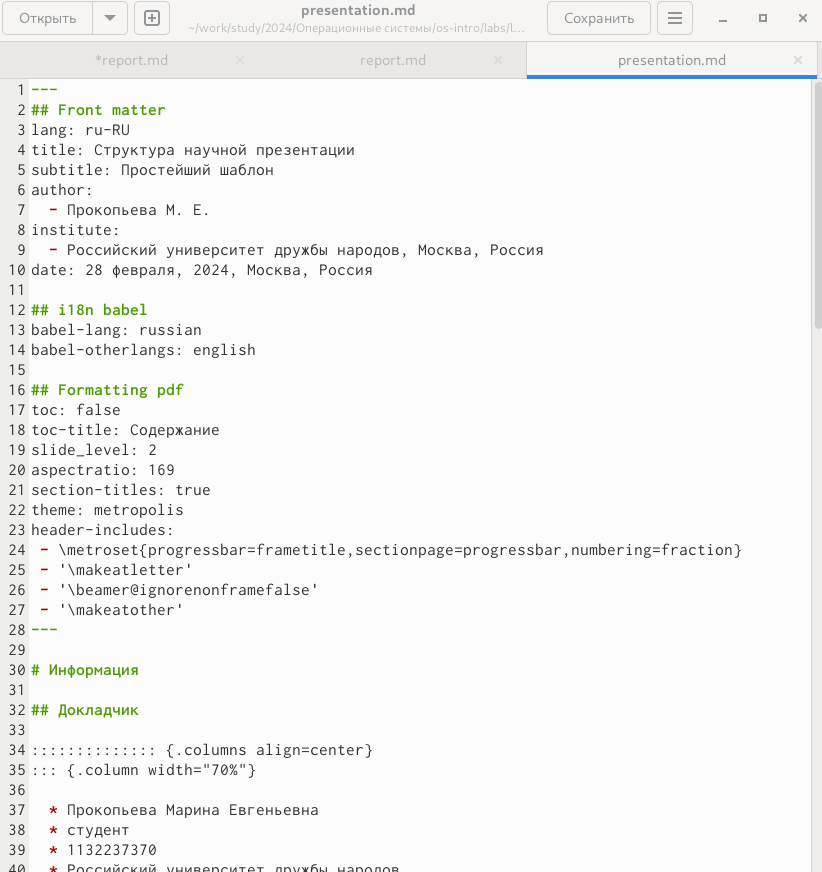 Открыть
presentation.md
~/work/study/2024/Операционные системы/os-intro/labs/l…
Сохранить
*report.md
report.md
presentation.md
1 ---
2 ## Front matter
3 lang: ru-RU
4 title: Структура научной презентации
5 subtitle: Простейший шаблон
6 author:
7   - Прокопьева М. Е.
8 institute:
9   - Российский университет дружбы народов, Москва, Россия
10 date: 28 февраля, 2024, Москва, Россия
11
12 ## i18n babel
13 babel-lang: russian
14 babel-otherlangs: english
15
16 ## Formatting pdf
17 toc: false
18 toc-title: Содержание
19 slide_level: 2
20 aspectratio: 169
21 section-titles: true
22 theme: metropolis
23 header-includes:
24  - \metroset{progressbar=frametitle,sectionpage=progressbar,numbering=fraction}
25  - '\makeatletter'
26  - '\beamer@ignorenonframefalse'
27  - '\makeatother'
28 ---
29
30 # Информация
31
32 ## Докладчик
33
34 :::::::::::::: {.columns align=center}
35 ::: {.column width="70%"}
36
37   * Прокопьева Марина Евгеньевна
38   * студент
39   * 1132237370
40   * Российский университет дружбы народов